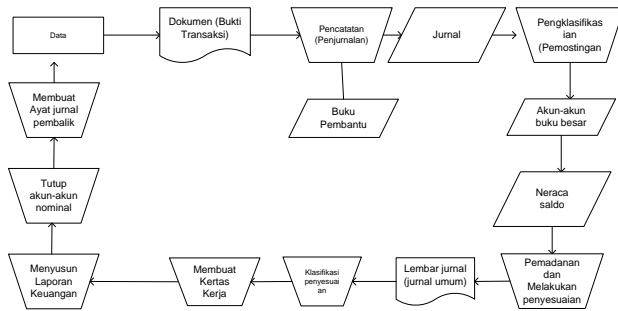 Data
Dokumen (Bukti
Transaksi)
Pencatatan
(Penjurnalan)
Jurnal
Pengklasifikas
ian
(Pemostingan
Buku
Pembantu
Akun-akun
buku besar
Neraca
saldo
Pemadanan
dan
Melakukan
penyesuaian
Lembar jurnal
(jurnal umum)
Klasifikasi
penyesuai
an
Membuat
Kertas
Kerja
Menyusun
Laporan
Keuangan
Tutup
akun-akun
nominal
Membuat
Ayat jurnal
pembalik